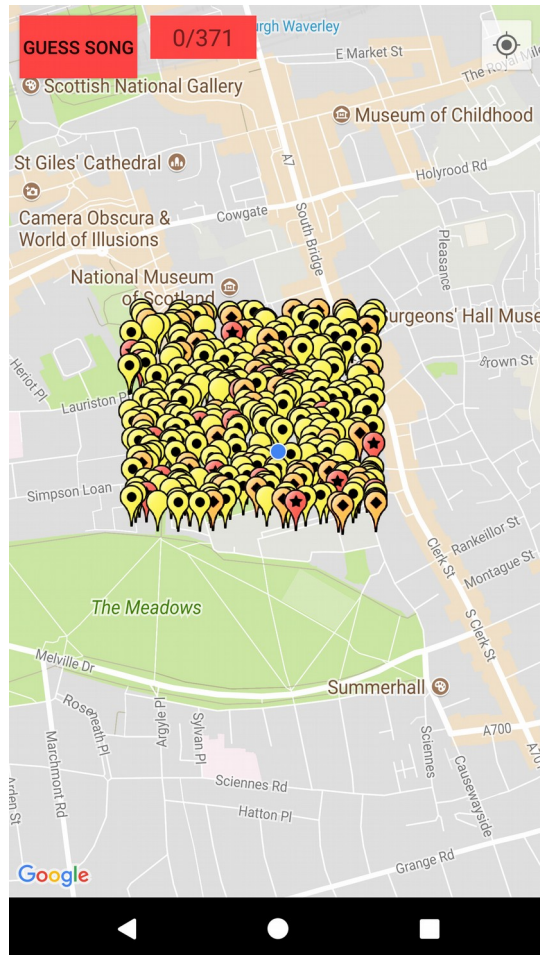 GUESS SONG
0/371
urgh Waverley
E Market St
The Royal Mile
Scottish National Gallery
Museum of Childhood
St Giles' Cathedral
A7
Holyrood Rd
Camera Obscura &
World of Illusions
Cowgate
South Bridge
Pleasance
National Museum
of Scotland
Surgeons' Hall Muse
Brown St
Heriot Pl
Lauriston Pl
Simpson Loan
Rankeillor St
Clerk St
Montague St
The Meadows
S Clerk St
Melville Dr
Summerhall
Roseneath Pl
Argyle Pl
Sylvan Pl
A700
Sciennes
A701
Marchmont Rd
Arden St
Sciennes Rd
Causewayside
Hatton Pl
Grange Rd
Google